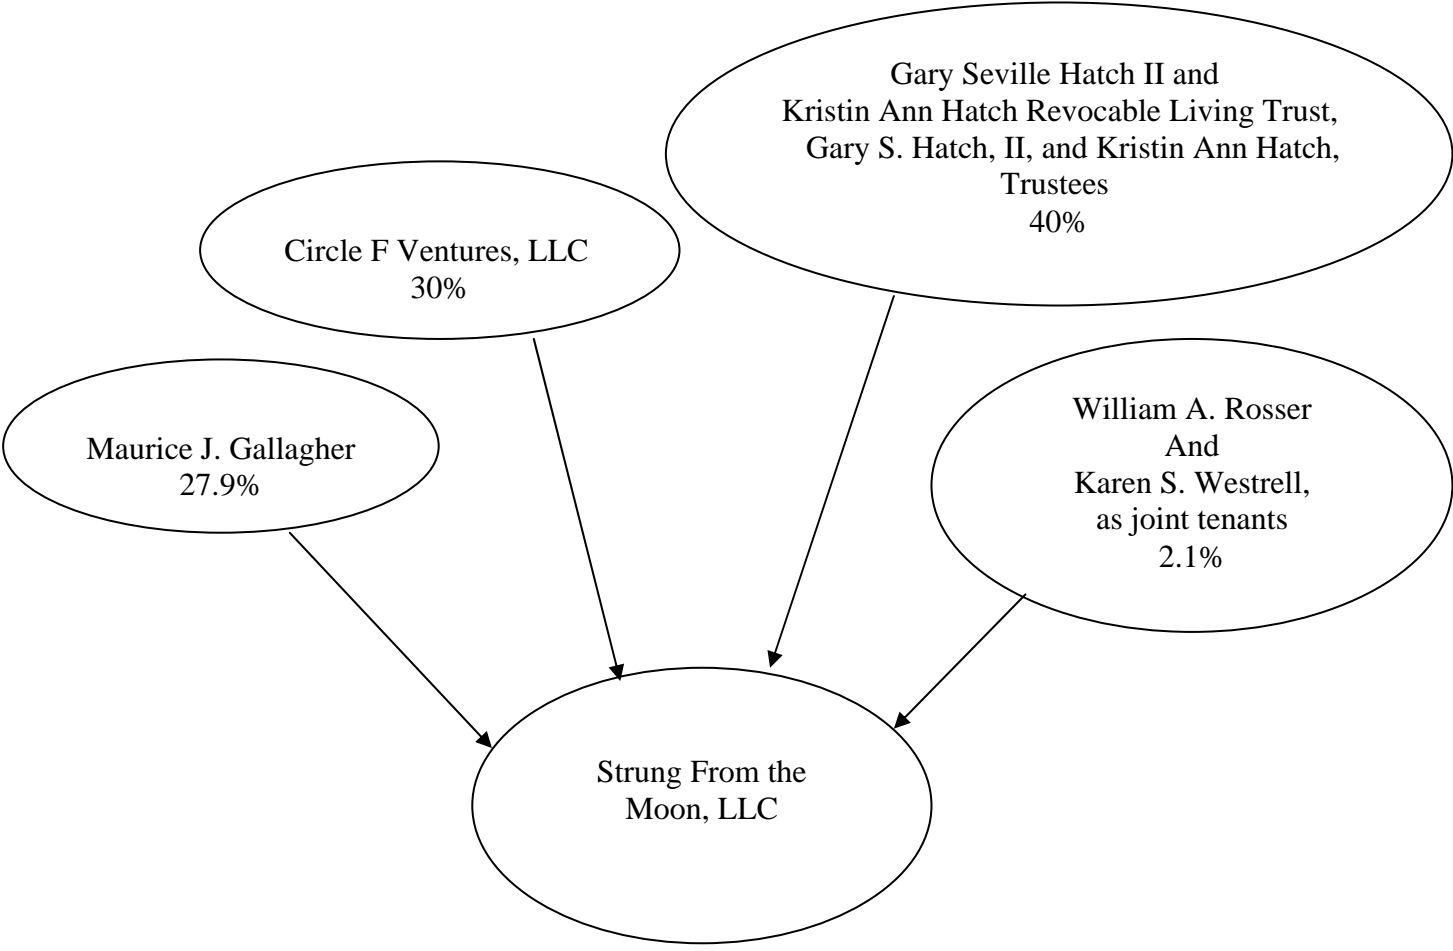 Gary Seville Hatch II and
Kristin Ann Hatch Revocable Living Trust,
Gary S. Hatch, II, and Kristin Ann Hatch,
Trustees
40%
Circle F Ventures, LLC
30%
Maurice J. Gallagher
27.9%
William A. Rosser
And
Karen S. Westrell,
as joint tenants
2.1%
Strung From the
Moon, LLC